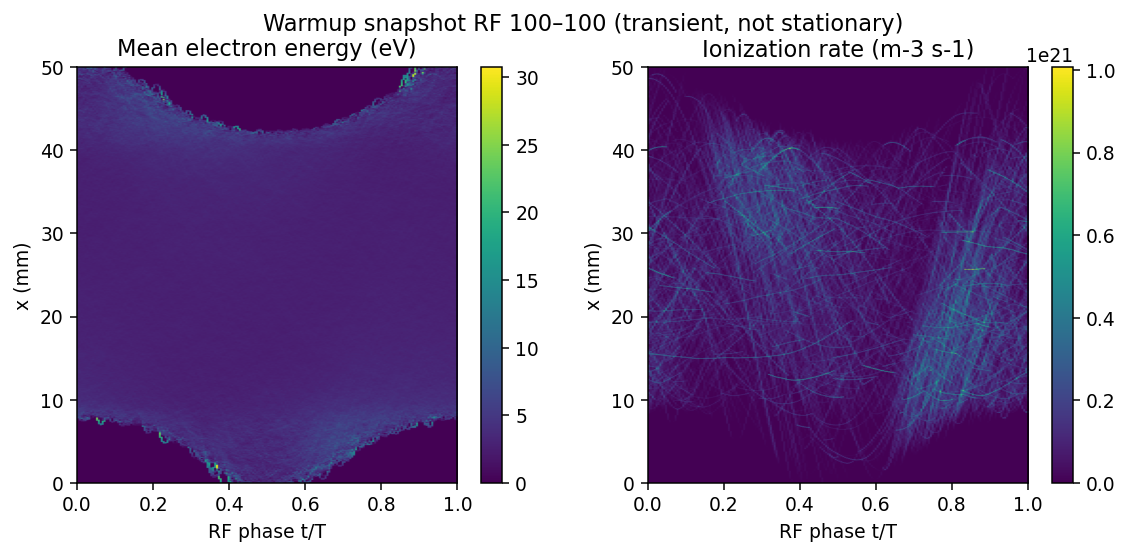 Warmup snapshot RF 100–100 (transient, not stationary)
Mean electron energy (eV)
50
40
30
20
10
0
x (mm)
0.0 0.2 0.4 0.6 0.8 1.0
RF phase t/T
30
25
20
15
10
5
0
Ionization rate (m-3 s-1)
50
40
30
20
10
0
x (mm)
0.0 0.2 0.4 0.6 0.8 1.0
RF phase t/T
1e21
1.0
0.8
0.6
0.4
0.2
0.0